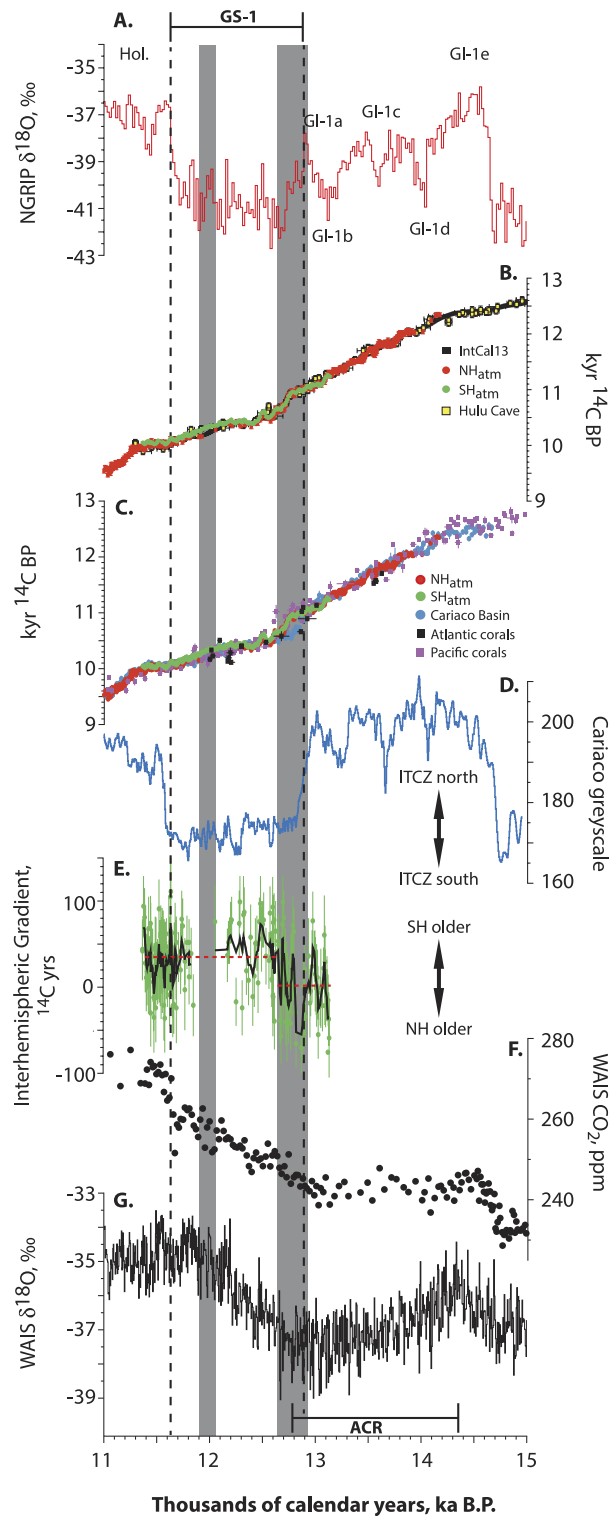 A.
GS-1
Hol.
GI-1e
GI-1a
GI-1c
GI-1b
GI-1d
-35
-37
-39
-41
-43
NGRIP δ18O, ‰
B.
13
12
11
10
9
kyr 14C BP
IntCal13
NHatm
SHatm
Hulu Cave
C.
13
12
11
10
9
kyr 14C BP
NHatm
SHatm
Cariaco Basin
Atlantic corals
Pacific corals
D.
200
180
160
Cariaco greyscale
ITCZ north
ITCZ south
E.
100
0
-100
Interhemispheric Gradient,
14C yrs
SH older
NH older
F.
280
260
240
WAIS CO2, ppm
G.
-33
-35
-37
-39
WAIS δ18O, ‰
ACR
11 12 13 14 15
Thousands of calendar years, ka B.P.